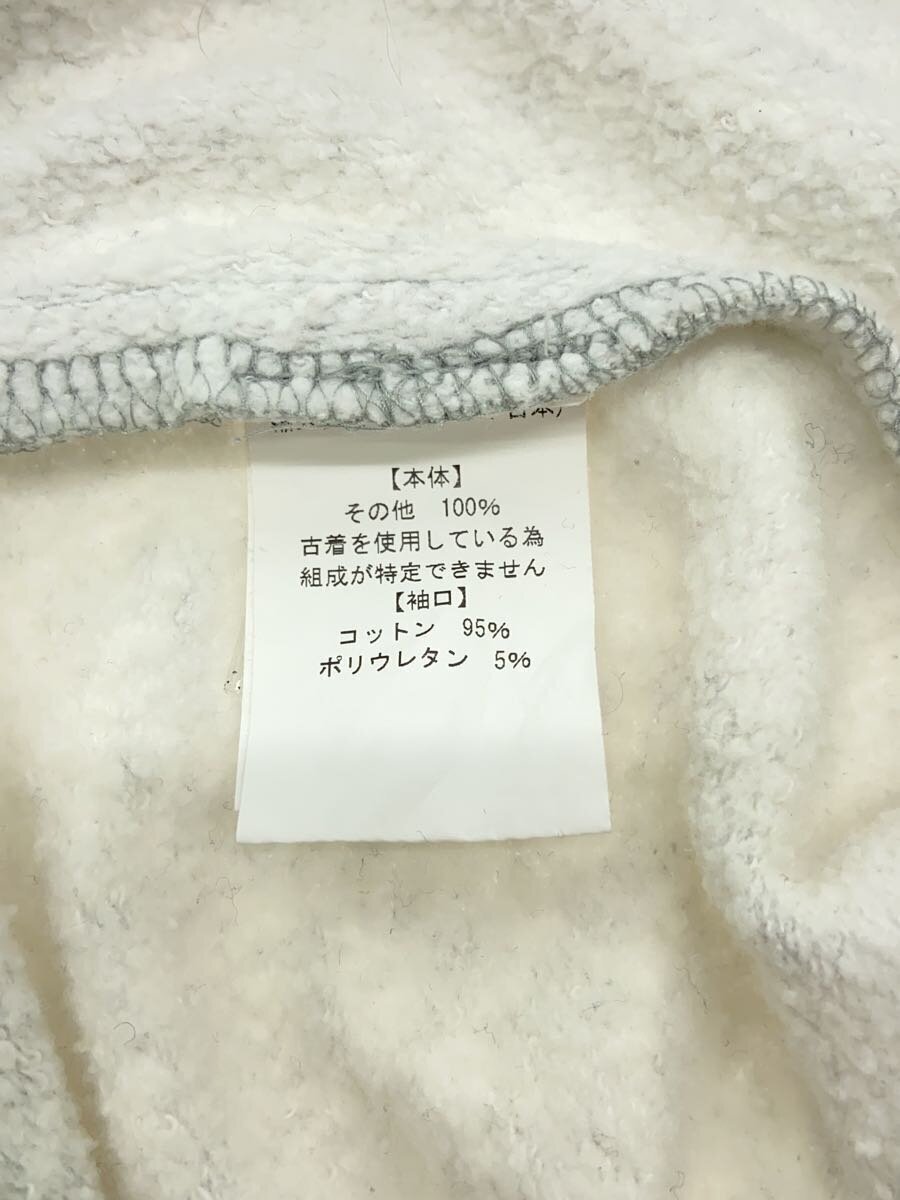 日本
【本体】
その他 100%
古着を使用している為
組成が特定できません
【袖口】
コットン 95%
ポリウレタン 5%